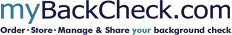 myBackCheck.com
Order · Store · Manage & Share your background check